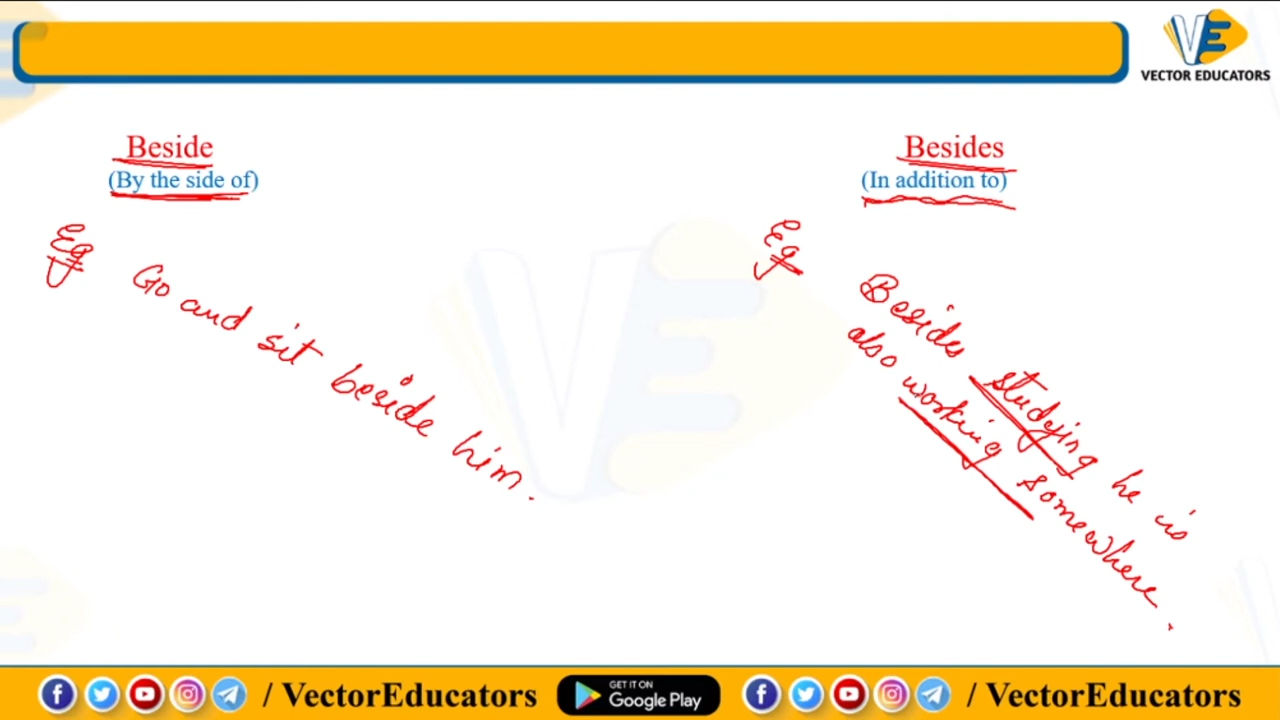 VECTOR EDUCATORS
Beside
(By the side of)
Eg Go and sit beside him.
Besides
(In addition to)
Eg Besides studying he is
also working somewhere.
/ VectorEducators
GET IT ON
Google Play
/ VectorEducators